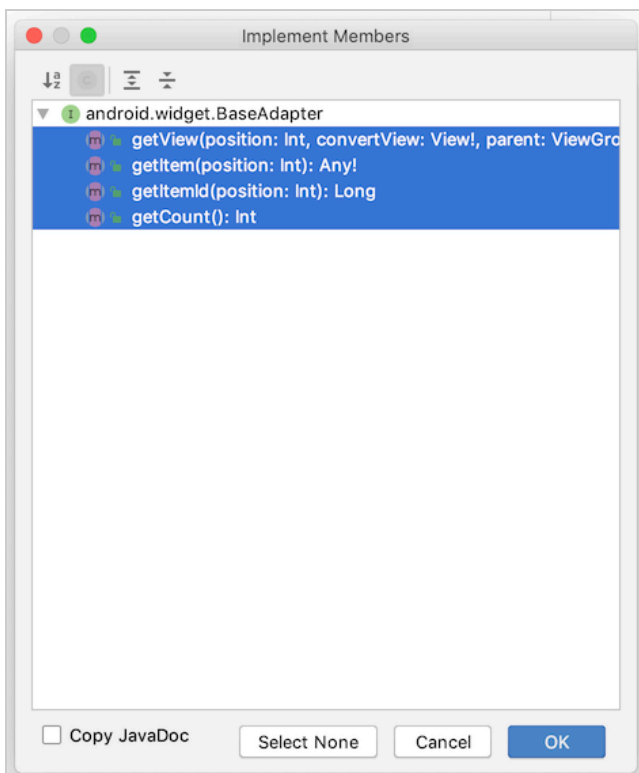 Implement Members
android.widget.BaseAdapter
getView(position: Int, convertView: View!, parent: ViewGro
getItem(position: Int): Any!
getItemId(position: Int): Long
getCount(): Int
Copy JavaDoc
Select None
Cancel
OK